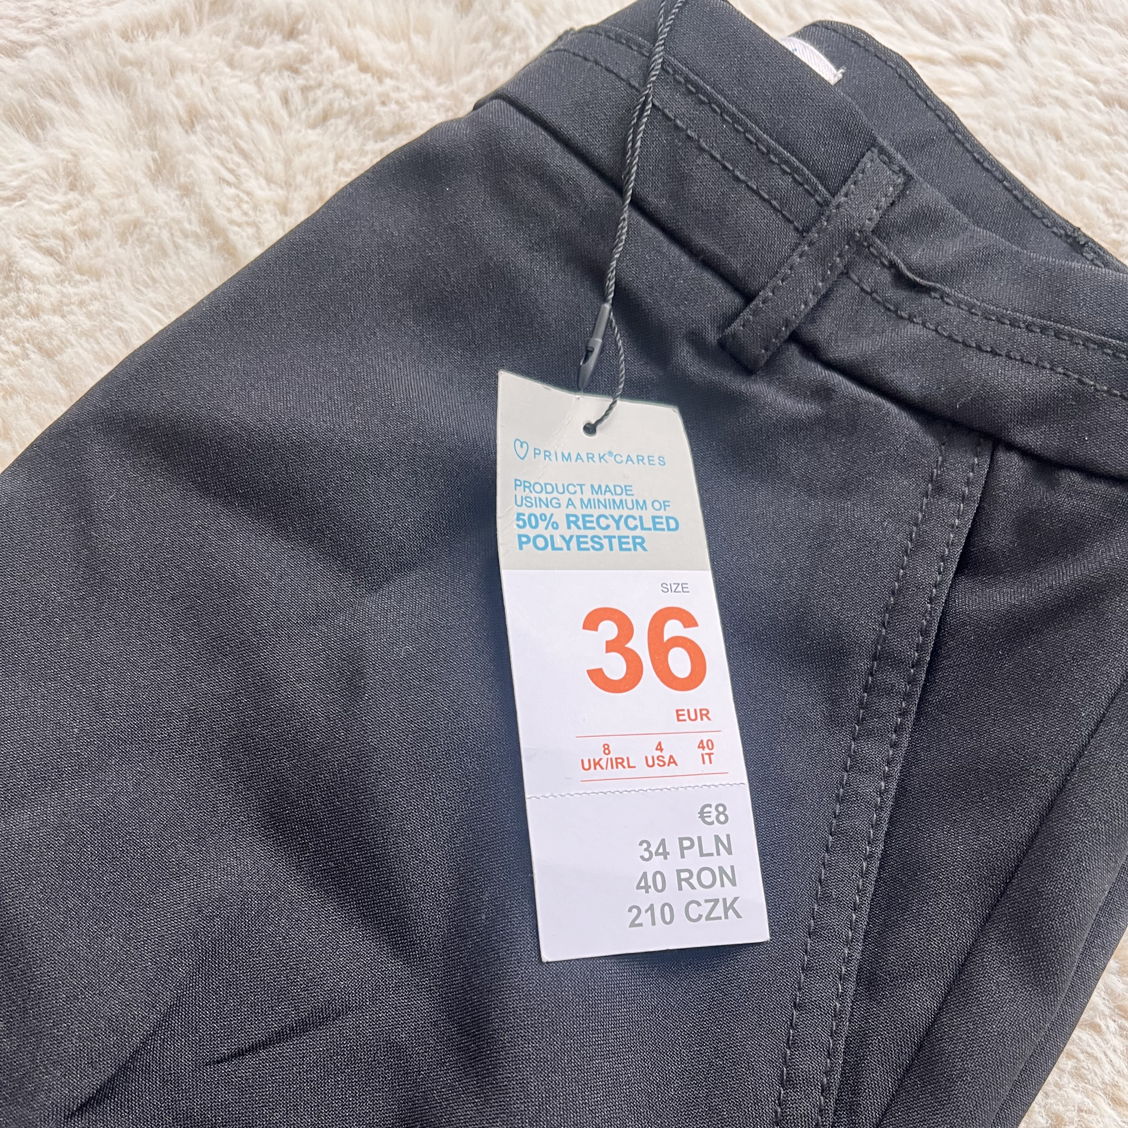 PRIMARK®CARES
PRODUCT MADE
USING A MINIMUM OF
50% RECYCLED
POLYESTER
SIZE
36
EUR
8 4 40
UK/IRL USA IT
€8
34 PLN
40 RON
210 CZK